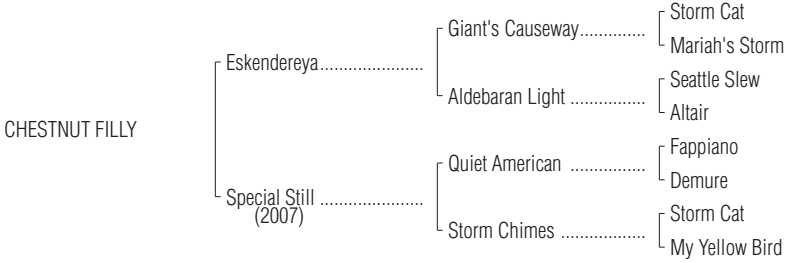 Storm Cat
Giant's Causeway..............
Mariah's Storm
Eskendereya......................
Seattle Slew
Aldebaran Light ................
Altair
CHESTNUT FILLY
Fappiano
Quiet American ................
Demure
Special Still ......................
(2007)
Storm Cat
Storm Chimes ..................
My Yellow Bird